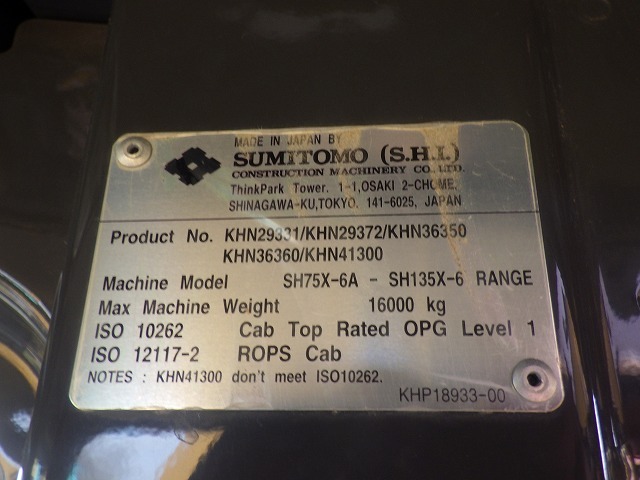 MADE IN JAPAN BY
SUMITOMO (S.H.I.)
CONSTRUCTION MACHINERY CO., LTD.
ThinkPark Tower. 1-1,OSAKI 2-CHOME,
SHINAGAWA-KU,TOKYO. 141-6025, JAPAN
Product No. KHN29331/KHN29372/KHN36350
KHN36360/KHN41300
Machine Model SH75X-6A - SH135X-6 RANGE
Max Machine Weight 16000 kg
ISO 10262 Cab Top Rated OPG Level 1
ISO 12117-2 ROPS Cab
NOTES : KHN41300 don't meet ISO10262.
KHP18933-00